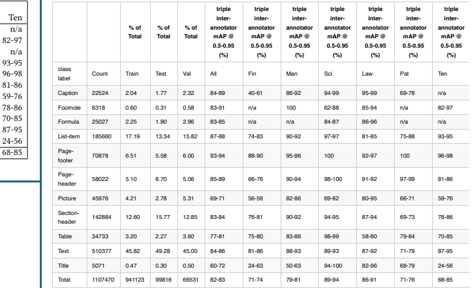 Ten
n/a
82-97
n/a
93-95
96-98
81-86
59-76
78-86
70-85
87-95
24-56
68-85
% of Total % of Total % of Total triple inter-annotator mAP @ 0.5-0.95 (%) triple inter-annotator mAP @ 0.5-0.95 (%) triple inter-annotator mAP @ 0.5-0.95 (%) triple inter-annotator mAP @ 0.5-0.95 (%) triple inter-annotator mAP @ 0.5-0.95 (%) triple inter-annotator mAP @ 0.5-0.95 (%)
class label Count Train Test Val All Fin Man Sci Law Pat Ten
Caption 22524 2.04 1.77 2.32 84-89 40-61 86-92 94-99 95-99 69-78 n/a
Footnote 6318 0.60 0.31 0.58 83-91 n/a 100 62-88 85-94 n/a 82-97
Formula 25027 2.25 1.90 2.96 83-85 n/a n/a 84-87 86-96 n/a n/a
List-item 185660 17.19 13.34 15.82 87-88 74-83 90-92 97-97 81-85 75-88 93-95
Page-footer 70878 6.51 5.58 6.00 93-94 88-90 95-96 100 92-97 100 96-98
Page-header 58022 5.10 6.70 5.06 85-89 66-76 90-94 98-100 91-92 97-99 81-86
Picture 45976 4.21 2.78 5.31 69-71 56-59 82-86 69-82 80-95 66-71 59-76
Section-header 142884 12.60 15.77 12.85 83-84 76-81 90-92 94-95 87-94 69-73 78-86
Table 34733 3.20 2.27 3.60 77-81 75-80 83-86 98-99 58-80 79-84 70-85
Text 510377 45.82 49.28 45.00 84-86 81-86 88-93 89-93 87-92 71-79 87-95
Title 5071 0.47 0.30 0.50 60-72 24-63 50-63 94-100 82-96 68-79 24-56
Total 1107470 941123 99816 66531 82-83 71-74 79-81 89-94 86-91 71-76 68-85